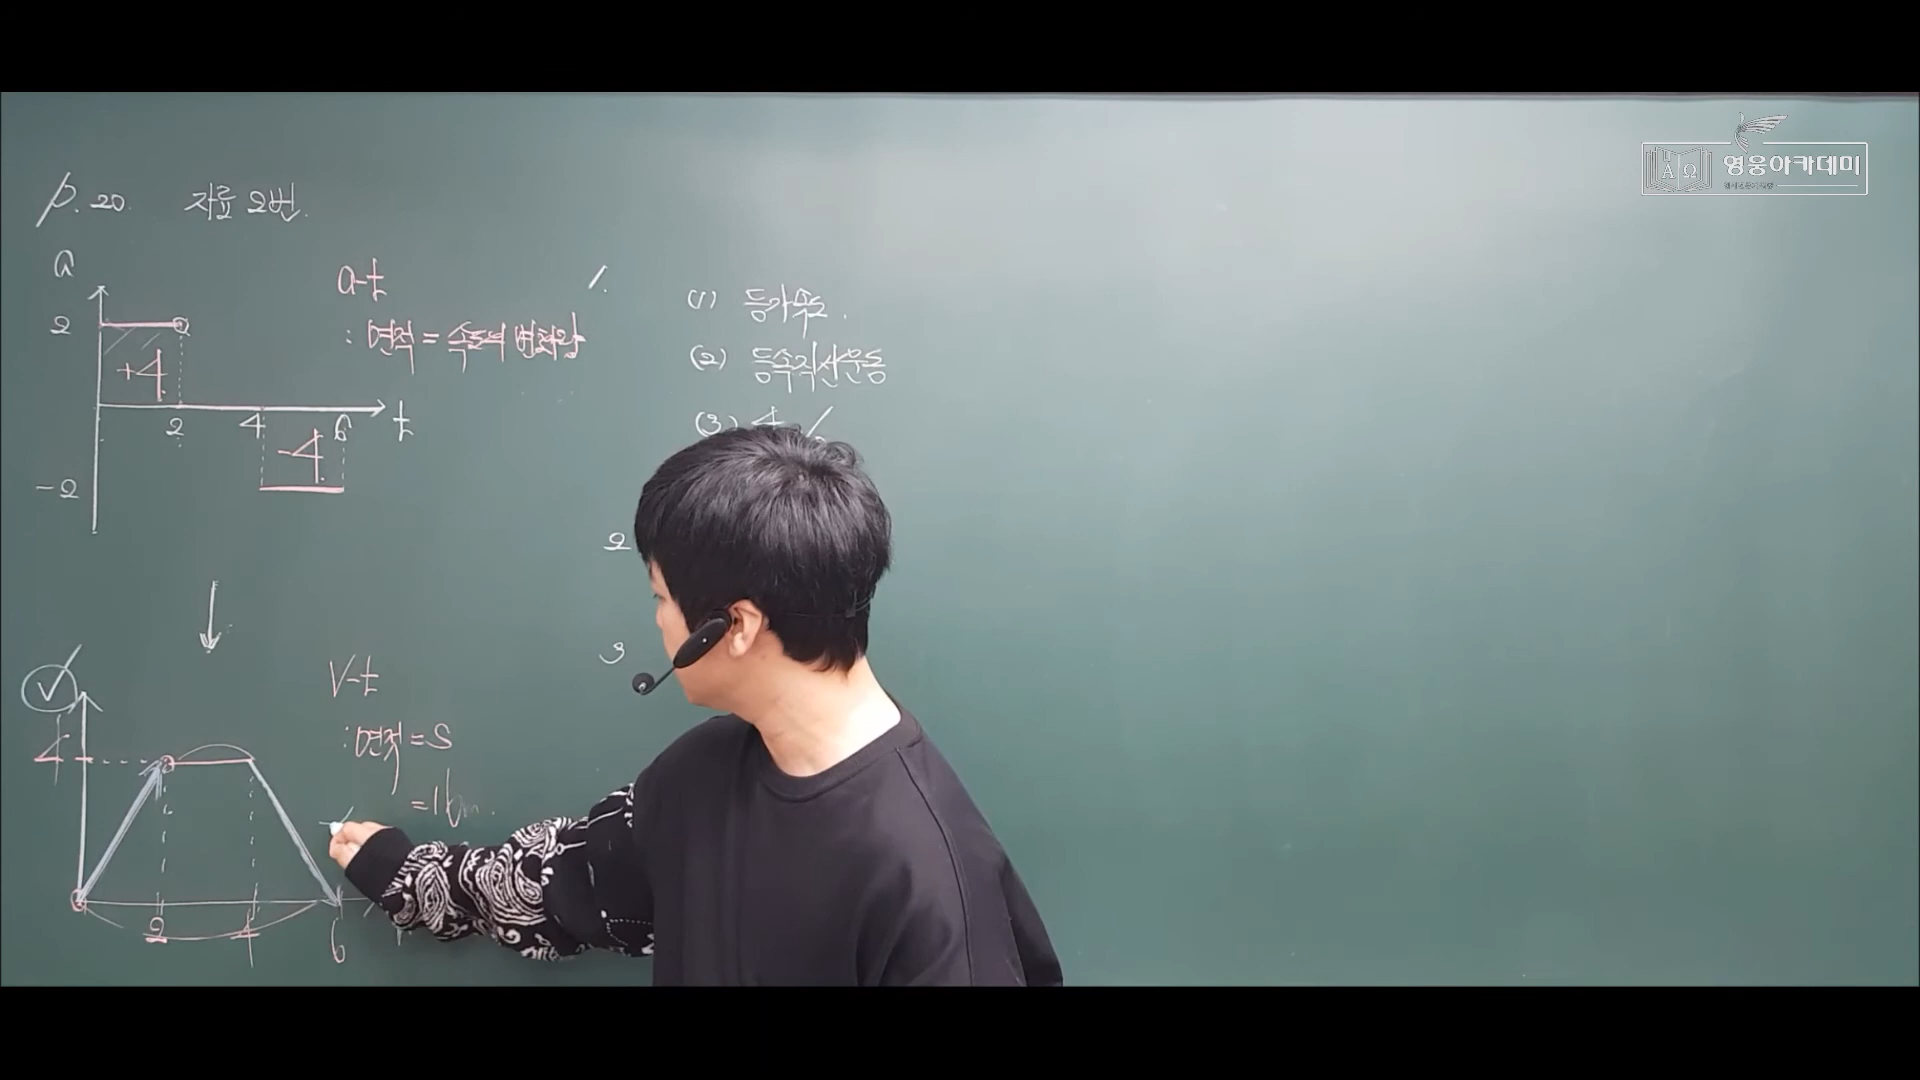 p.20. 자료 2번.
a
2
+4
2
4
6
t
-4
-2
a-t
: 면적 = 속도의 변화량
1.
(1) 등가속도.
(2) 등속직선운동
(3) 4
2
3
V
4
2
4
6
V-t
: 면적 = S
= 16m.
영웅아카데미